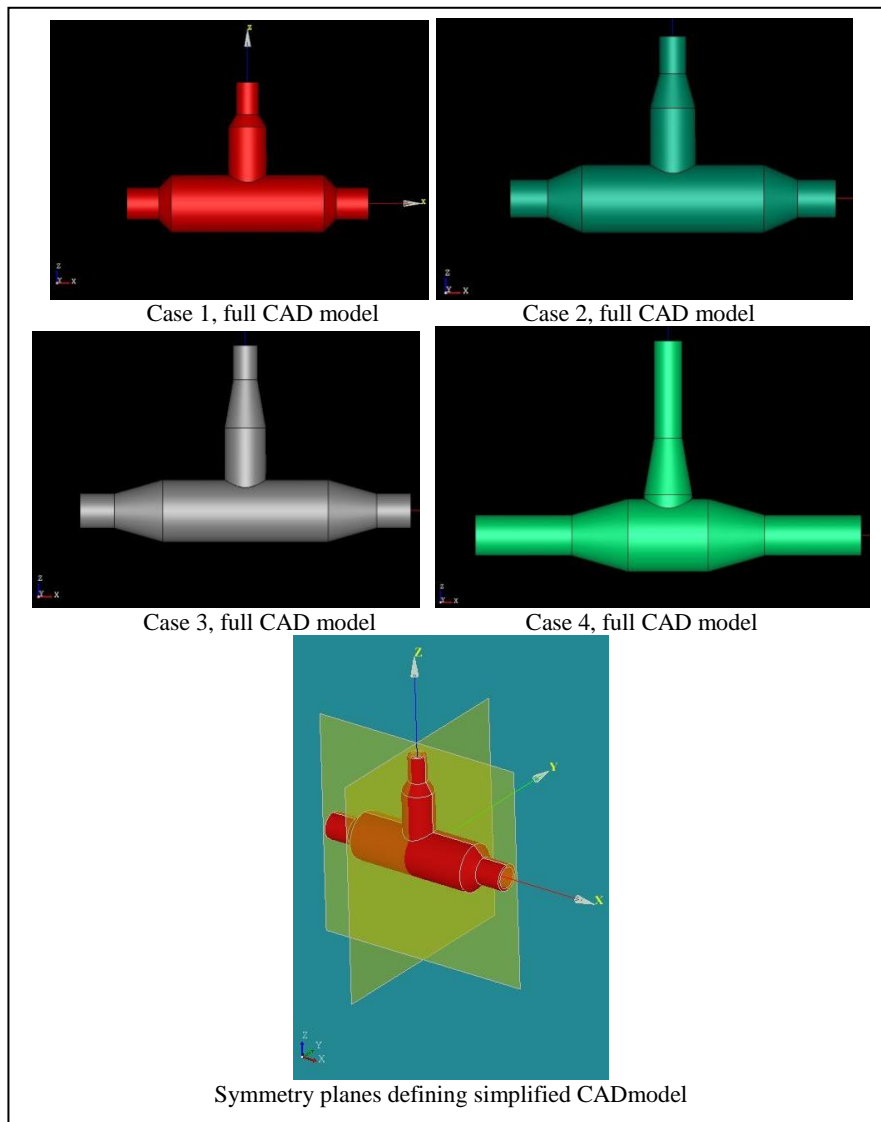 z
x
Z
Y X
Case 1, full CAD model
Z
Y X
Case 2, full CAD model
Z
Y X
Case 3, full CAD model
Z
Y X
Case 4, full CAD model
Z
Y
X
Z
Y
X
Symmetry planes defining simplified CADmodel